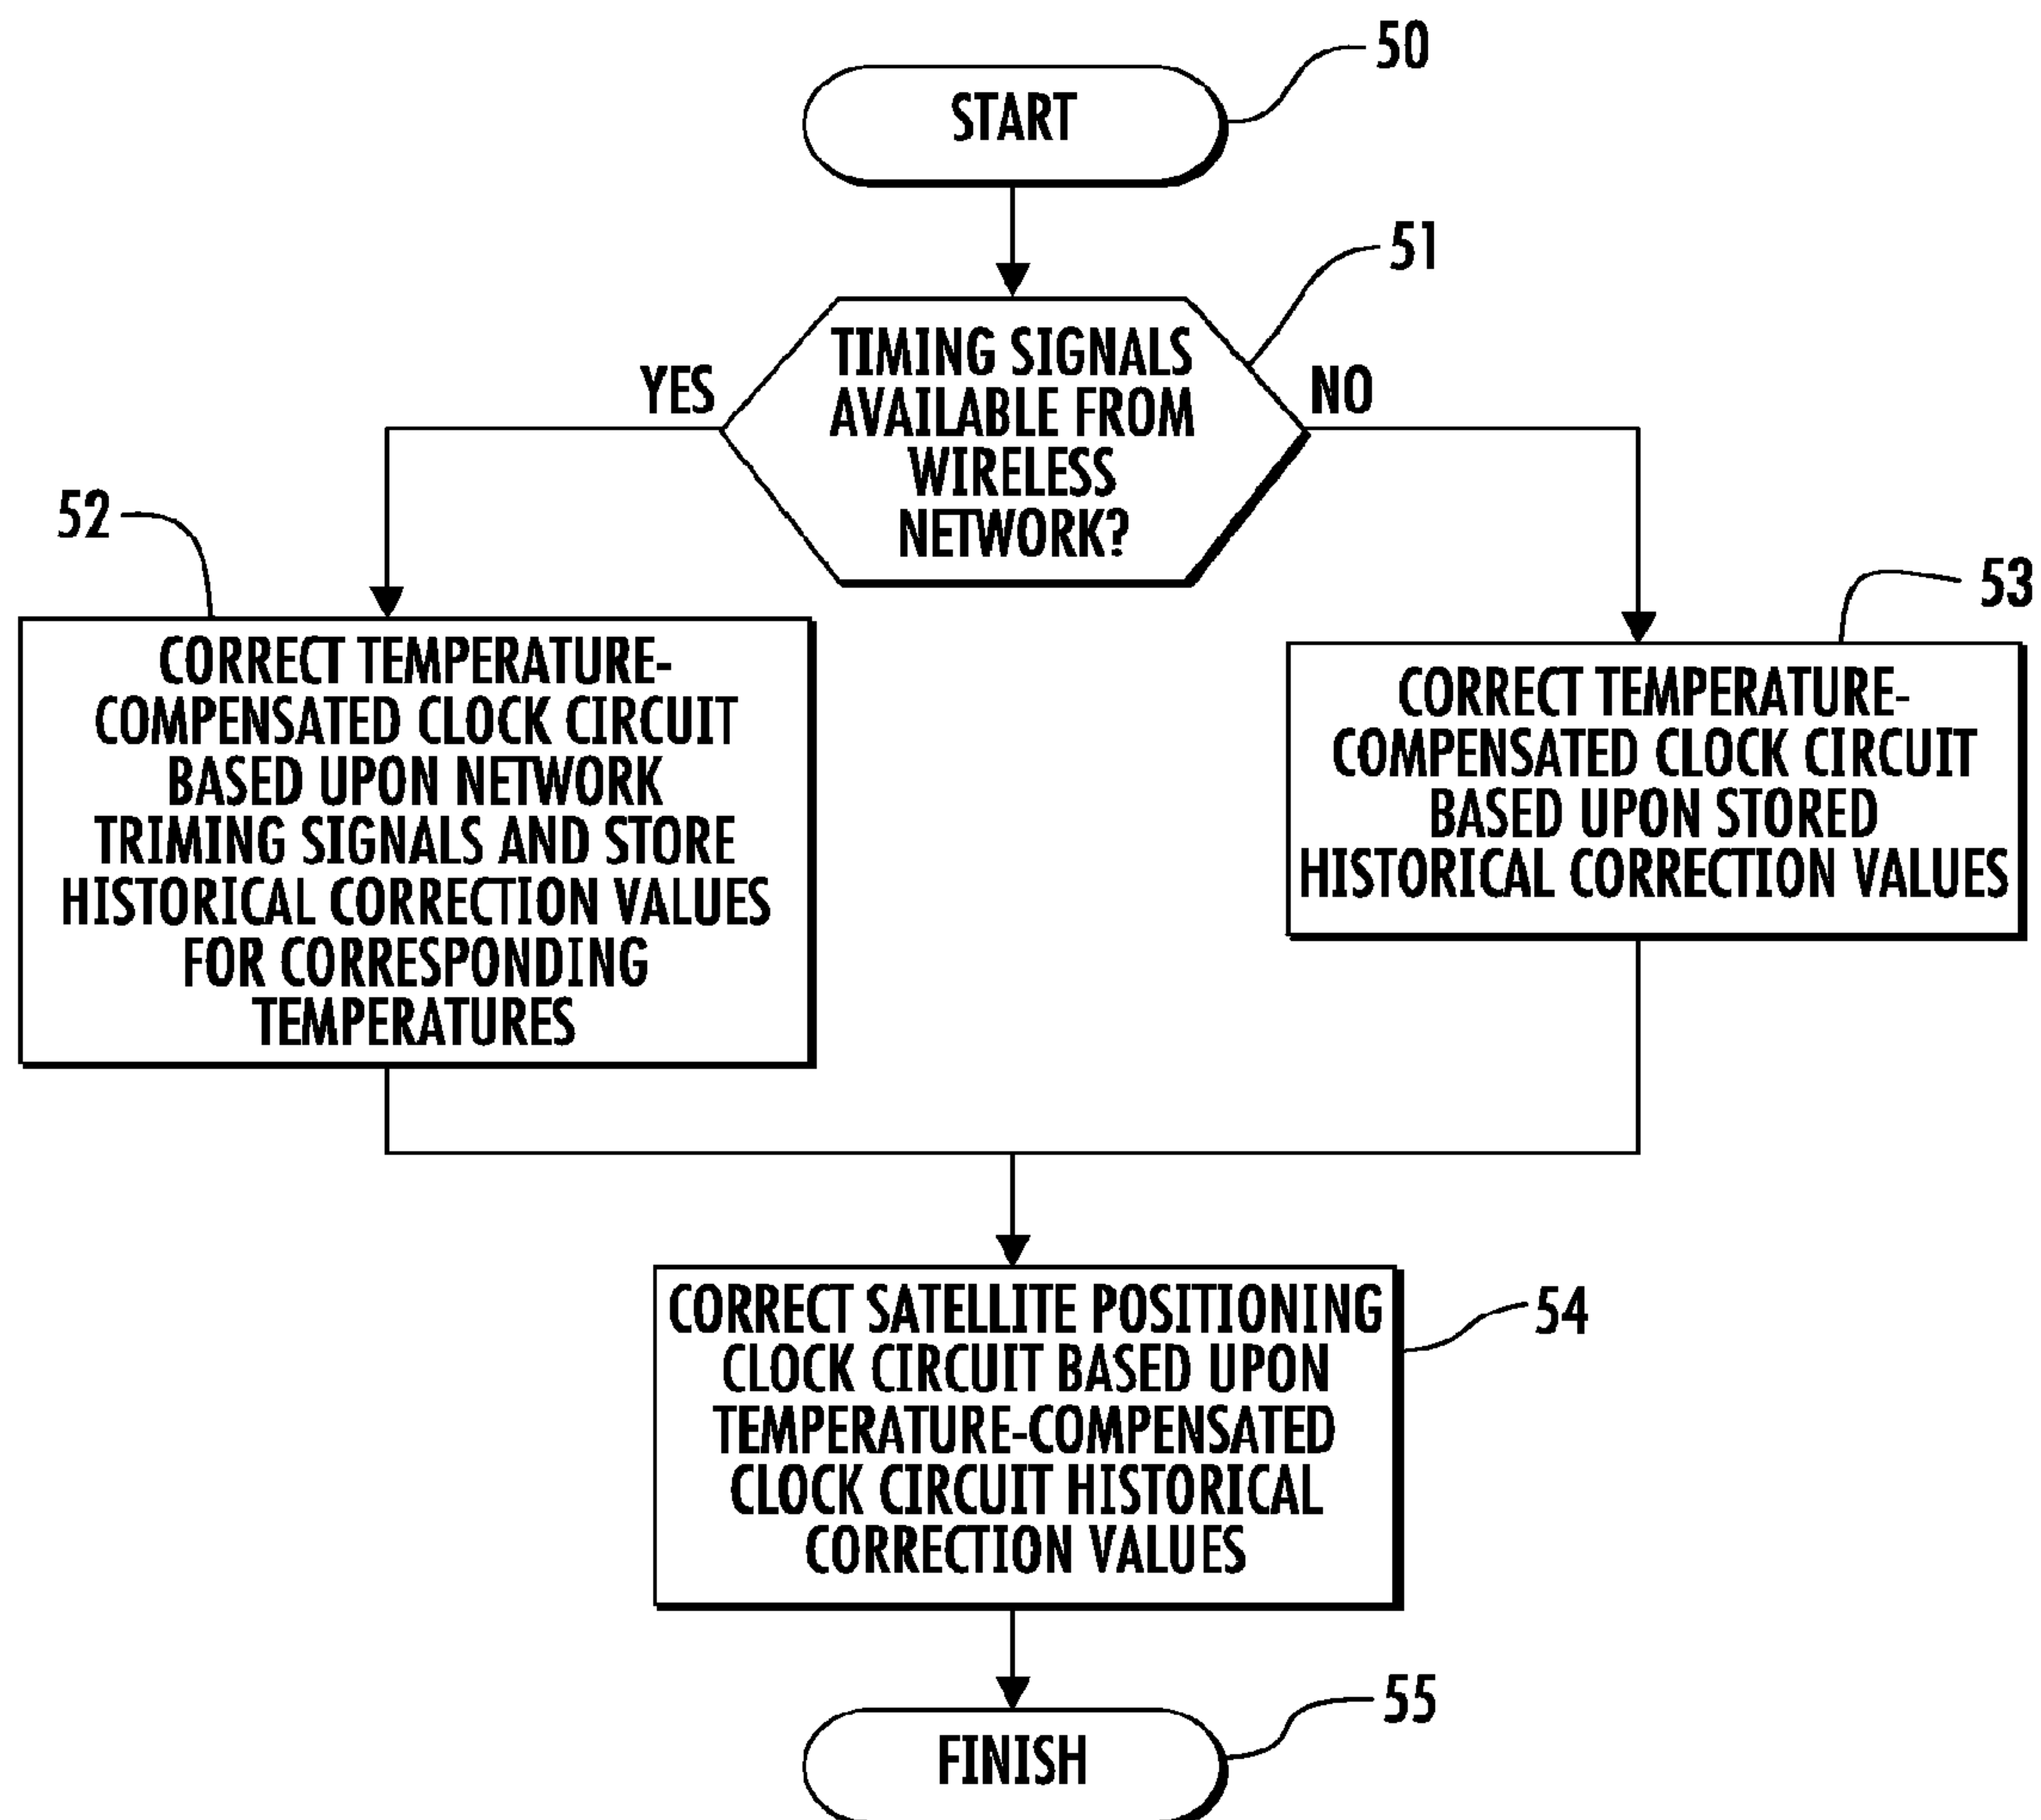 50
START
51
TIMING SIGNALS
AVAILABLE FROM
WIRELESS
NETWORK?
YES
NO
52
CORRECT TEMPERATURE-
COMPENSATED CLOCK CIRCUIT
BASED UPON NETWORK
TRIMING SIGNALS AND STORE
HISTORICAL CORRECTION VALUES
FOR CORRESPONDING
TEMPERATURES
53
CORRECT TEMPERATURE-
COMPENSATED CLOCK CIRCUIT
BASED UPON STORED
HISTORICAL CORRECTION VALUES
54
CORRECT SATELLITE POSITIONING
CLOCK CIRCUIT BASED UPON
TEMPERATURE-COMPENSATED
CLOCK CIRCUIT HISTORICAL
CORRECTION VALUES
55
FINISH